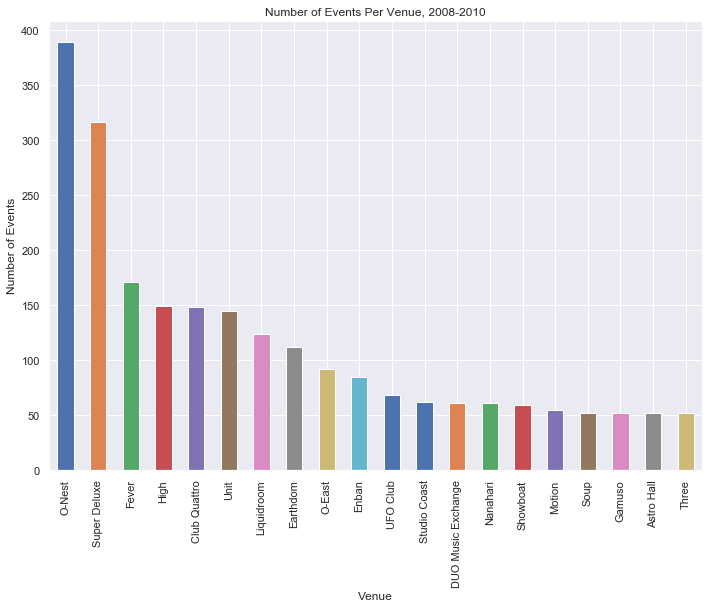 Number of Events Per Venue, 2008-2010
Number of Events
400
350
300
250
200
150
100
50
0
O-Nest
Super Deluxe
Fever
High
Club Quattro
Unit
Liquidroom
Earthdom
O-East
Enban
UFO Club
Studio Coast
DUO Music Exchange
Nanahari
Showboat
Motion
Soup
Gamuso
Astro Hall
Three
Venue